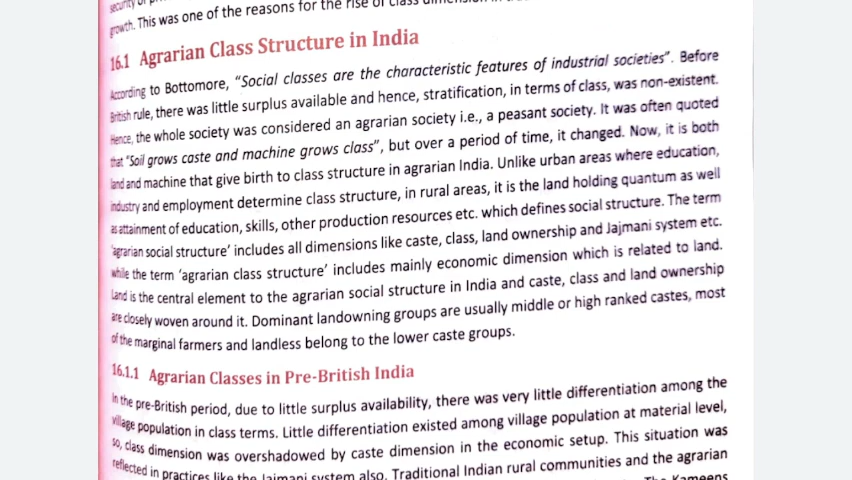 growth. This was one of the reasons for the rise of class dimension in
16.1 Agrarian Class Structure in India
According to Bottomore, “Social classes are the characteristic features of industrial societies”. Before
British rule, there was little surplus available and hence, stratification, in terms of class, was non-existent.
Hence, the whole society was considered an agrarian society i.e., a peasant society. It was often quoted
that “Soil grows caste and machine grows class”, but over a period of time, it changed. Now, it is both
land and machine that give birth to class structure in agrarian India. Unlike urban areas where education,
industry and employment determine class structure, in rural areas, it is the land holding quantum as well
as attainment of education, skills, other production resources etc. which defines social structure. The term
‘agrarian social structure’ includes all dimensions like caste, class, land ownership and Jajmani system etc.
while the term ‘agrarian class structure’ includes mainly economic dimension which is related to land.
Land is the central element to the agrarian social structure in India and caste, class and land ownership
are closely woven around it. Dominant landowning groups are usually middle or high ranked castes, most
of the marginal farmers and landless belong to the lower caste groups.
16.1.1 Agrarian Classes in Pre-British India
In the pre-British period, due to little surplus availability, there was very little differentiation among the
village population in class terms. Little differentiation existed among village population at material level,
so, class dimension was overshadowed by caste dimension in the economic setup. This situation was
reflected in practices like the Jajmani system also. Traditional Indian rural communities and the agrarian
The Kameens